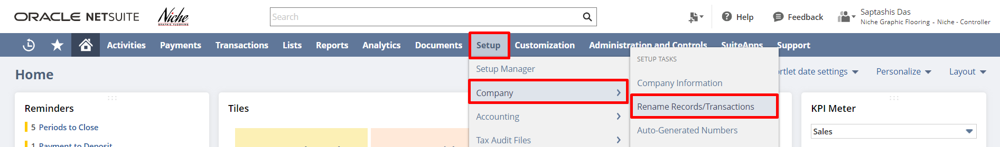 ORACLE NETSUITE
Niche
GRAPHIC FLOORING
Search
Help
Feedback
Saptashis Das
Niche Graphic Flooring - Niche - Controller
Activities Payments Transactions Lists Reports Analytics Documents Setup Customization Administration and Controls SuiteApps Support
Home
rtlet date settings
Personalize
Layout
Setup Manager
Company
Accounting
Tax Audit Files
SETUP TASKS
Company Information
Rename Records/Transactions
Auto-Generated Numbers
Reminders
5 Periods to Close
1 Payment to Deposit
Tiles
KPI Meter
Sales